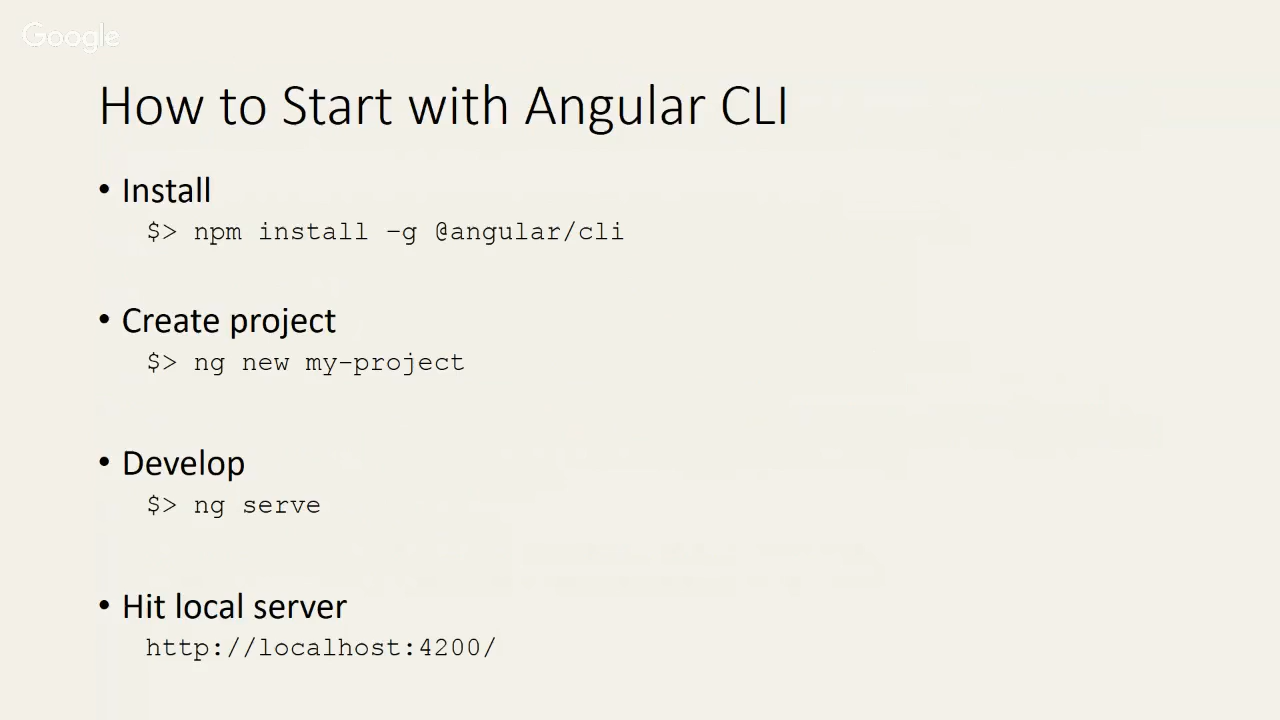 Google
How to Start with Angular CLI
• Install
$> npm install –g @angular/cli
• Create project
$> ng new my-project
• Develop
$> ng serve
• Hit local server
http://localhost:4200/